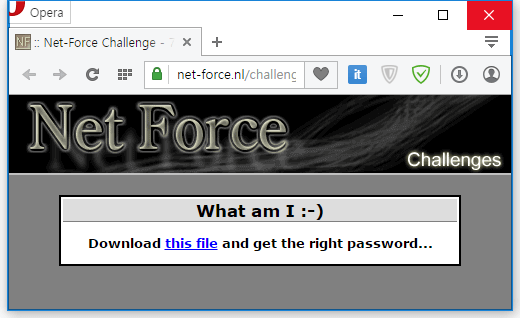 Opera
NF :: Net-Force Challenge -
net-force.nl/challeng
it
Net Force
Challenges
What am I :-)
Download this file and get the right password...